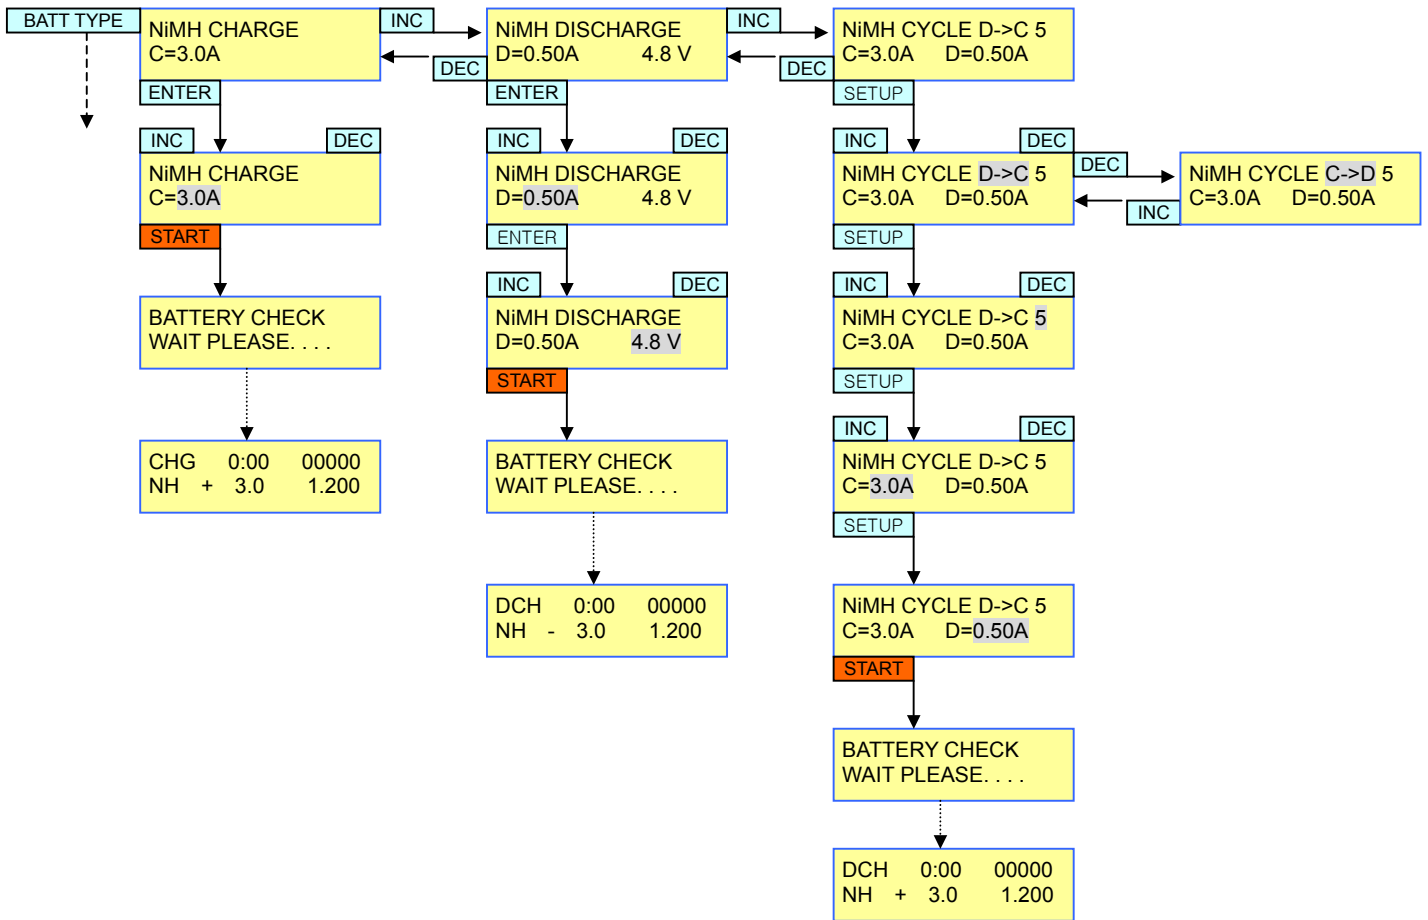 BATT TYPE
NiMH CHARGE
C=3.0A
INC
DEC
NiMH DISCHARGE
D=0.50A 4.8 V
INC
DEC
NiMH CYCLE D->C 5
C=3.0A D=0.50A
ENTER
ENTER
SETUP
INC DEC
NiMH CHARGE
C=3.0A
INC DEC
NiMH DISCHARGE
D=0.50A 4.8 V
INC DEC
NiMH CYCLE D->C 5
C=3.0A D=0.50A
DEC
INC
NiMH CYCLE C->D 5
C=3.0A D=0.50A
START
ENTER
SETUP
BATTERY CHECK
WAIT PLEASE. . . .
INC DEC
NiMH DISCHARGE
D=0.50A 4.8 V
INC DEC
NiMH CYCLE D->C 5
C=3.0A D=0.50A
START
SETUP
CHG 0:00 00000
NH + 3.0 1.200
BATTERY CHECK
WAIT PLEASE. . . .
INC DEC
NiMH CYCLE D->C 5
C=3.0A D=0.50A
SETUP
DCH 0:00 00000
NH - 3.0 1.200
NiMH CYCLE D->C 5
C=3.0A D=0.50A
START
BATTERY CHECK
WAIT PLEASE. . . .
DCH 0:00 00000
NH + 3.0 1.200